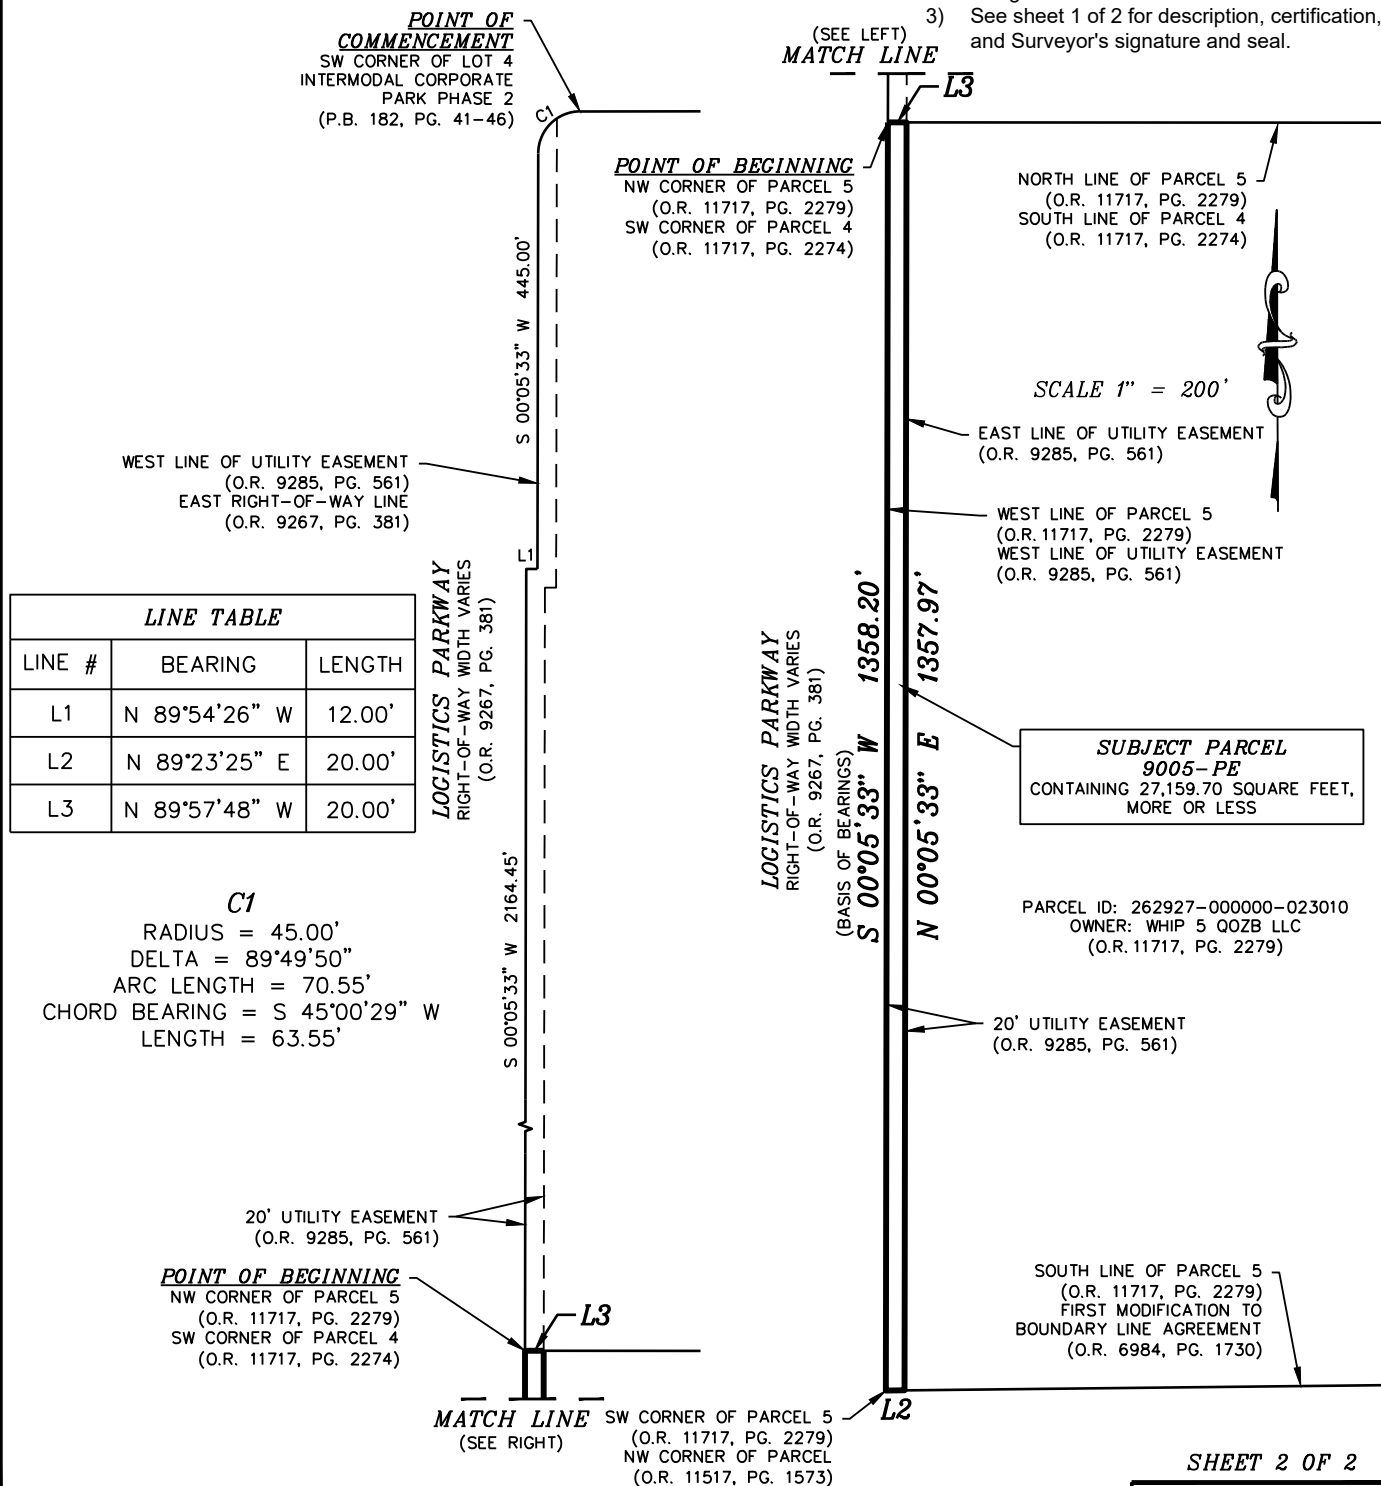 3) See sheet 1 of 2 for description, certification,
and Surveyor's signature and seal.
POINT OF
COMMENCEMENT
SW CORNER OF LOT 4
INTERMODAL CORPORATE
PARK PHASE 2
(P.B. 182, PG. 41-46)
C1
S 00°05'33" W 445.00'
WEST LINE OF UTILITY EASEMENT
(O.R. 9285, PG. 561)
EAST RIGHT-OF-WAY LINE
(O.R. 9267, PG. 381)
L1
LOGISTICS PARKWAY
RIGHT-OF-WAY WIDTH VARIES
(O.R. 9267, PG. 381)
LINE TABLE
LINE # BEARING LENGTH
L1 N 89°54'26" W 12.00'
L2 N 89°23'25" E 20.00'
L3 N 89°57'48" W 20.00'
C1
RADIUS = 45.00'
DELTA = 89°49'50"
ARC LENGTH = 70.55'
CHORD BEARING = S 45°00'29" W
LENGTH = 63.55'
S 00°05'33" W 2164.45'
20' UTILITY EASEMENT
(O.R. 9285, PG. 561)
POINT OF BEGINNING
NW CORNER OF PARCEL 5
(O.R. 11717, PG. 2279)
SW CORNER OF PARCEL 4
(O.R. 11717, PG. 2274)
L3
MATCH LINE
(SEE RIGHT)
(SEE LEFT)
MATCH LINE
L3
POINT OF BEGINNING
NW CORNER OF PARCEL 5
(O.R. 11717, PG. 2279)
SW CORNER OF PARCEL 4
(O.R. 11717, PG. 2274)
NORTH LINE OF PARCEL 5
(O.R. 11717, PG. 2279)
SOUTH LINE OF PARCEL 4
(O.R. 11717, PG. 2274)
SCALE 1" = 200'
EAST LINE OF UTILITY EASEMENT
(O.R. 9285, PG. 561)
WEST LINE OF PARCEL 5
(O.R. 11717, PG. 2279)
WEST LINE OF UTILITY EASEMENT
(O.R. 9285, PG. 561)
LOGISTICS PARKWAY
RIGHT-OF-WAY WIDTH VARIES
(O.R. 9267, PG. 381)
(BASIS OF BEARINGS)
S 00°05'33" W 1358.20'
N 00°05'33" E 1357.97'
SUBJECT PARCEL
9005-PE
CONTAINING 27,159.70 SQUARE FEET,
MORE OR LESS
PARCEL ID: 262927-000000-023010
OWNER: WHIP 5 QOZB LLC
(O.R. 11717, PG. 2279)
20' UTILITY EASEMENT
(O.R. 9285, PG. 561)
SOUTH LINE OF PARCEL 5
(O.R. 11717, PG. 2279)
FIRST MODIFICATION TO
BOUNDARY LINE AGREEMENT
(O.R. 6984, PG. 1730)
L2
SW CORNER OF PARCEL 5
(O.R. 11717, PG. 2279)
NW CORNER OF PARCEL
(O.R. 11517, PG. 1573)
SHEET 2 OF 2